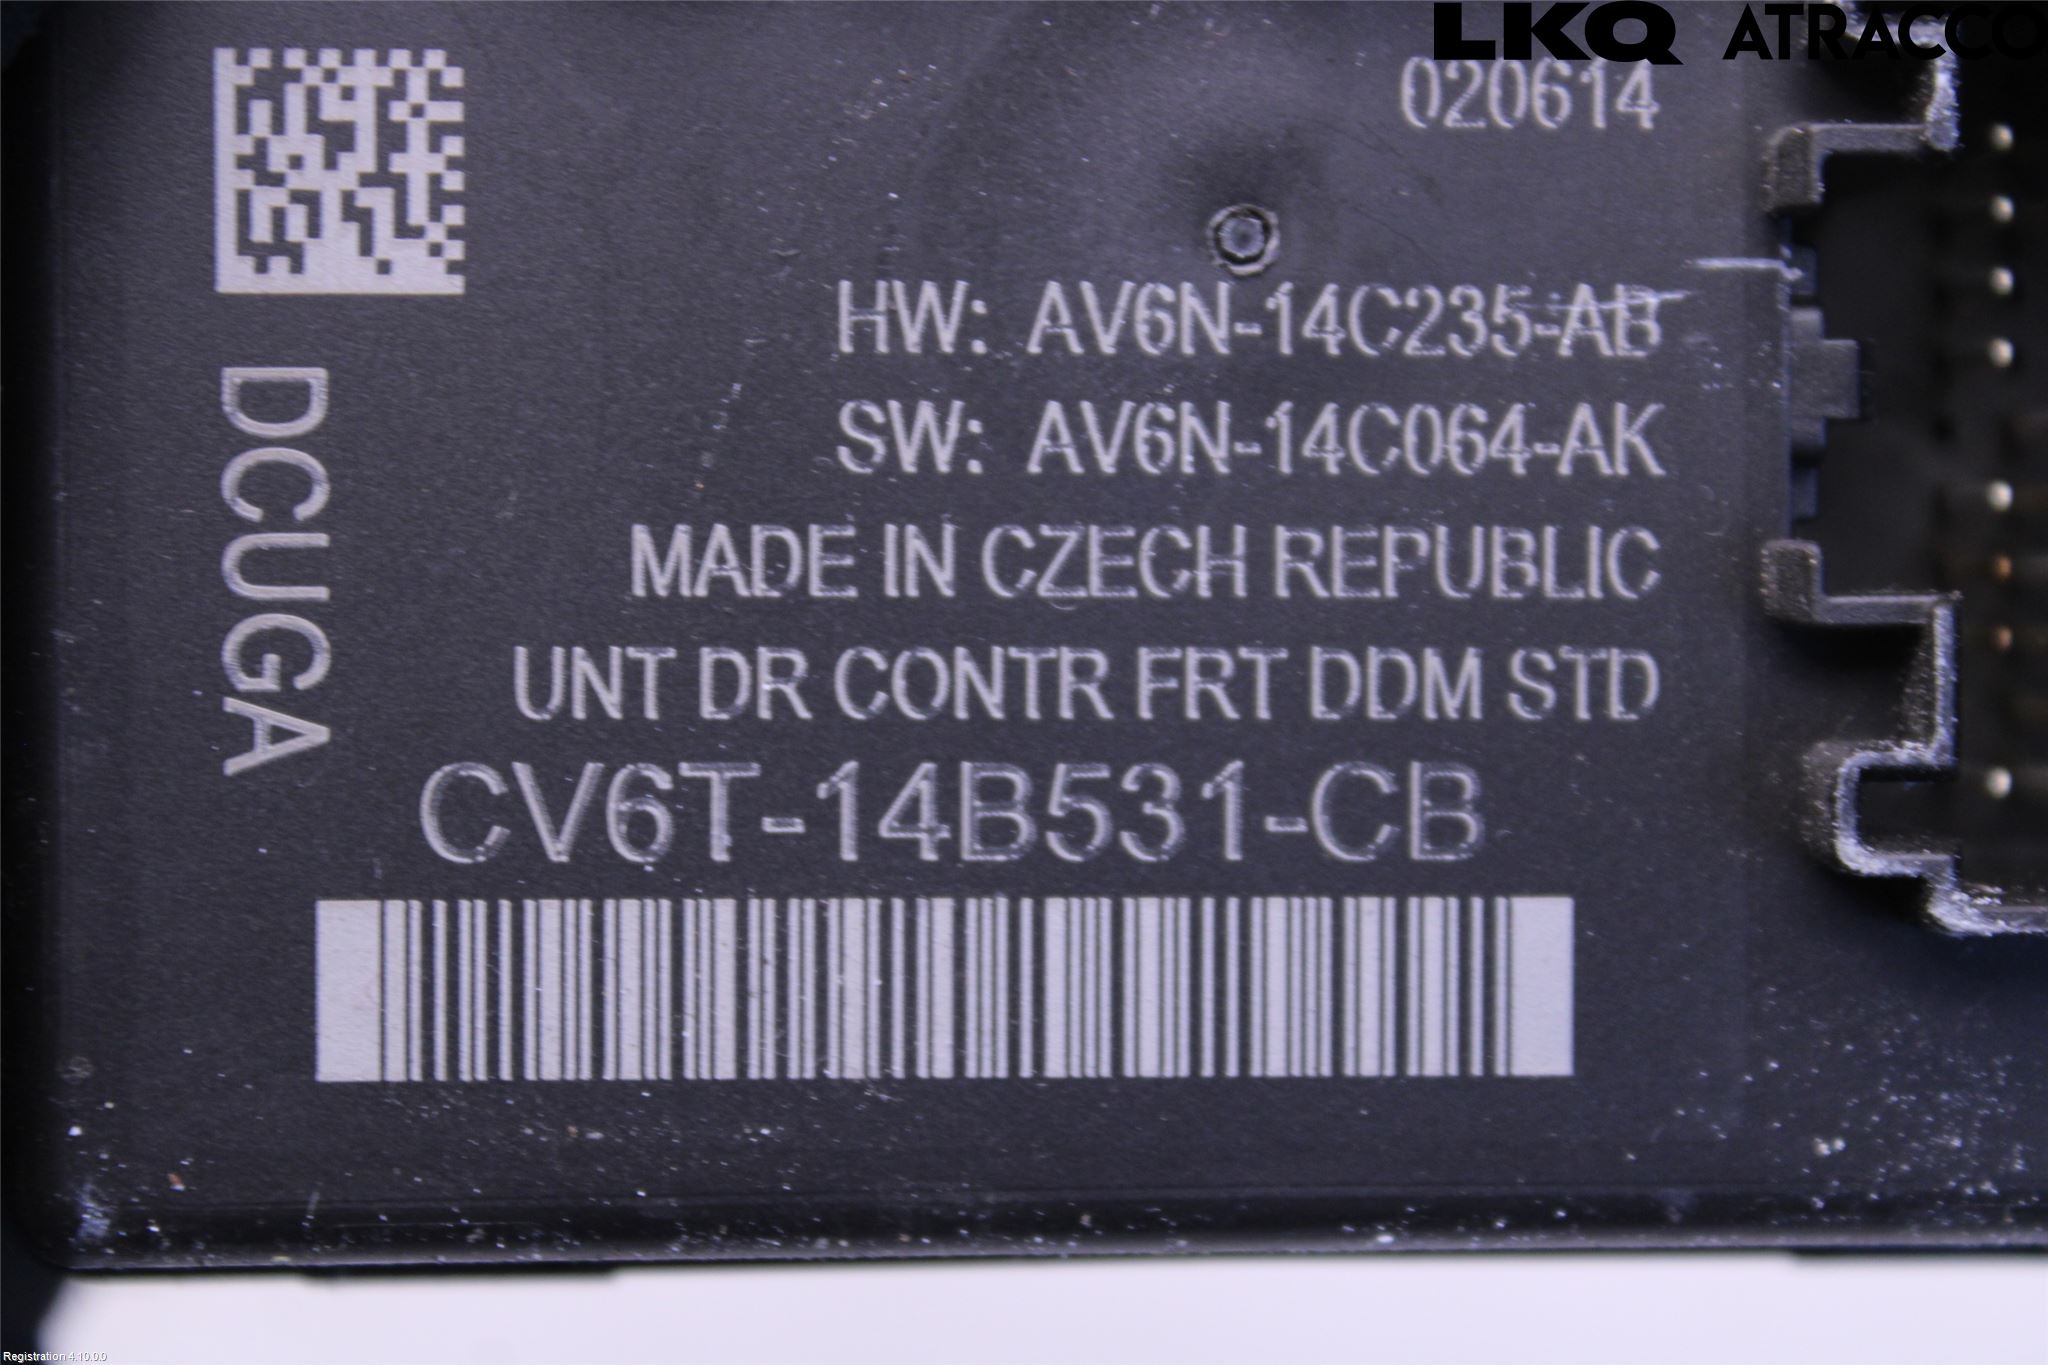 LKQ ATRACCO
020614
HW: AV6N-14C235-AB
SW: AV6N-14C064-AK
MADE IN CZECH REPUBLIC
UNT DR CONTR FRT DDM STD
CV6T-14B531-CB
DCUGA
Registration 4.10.0.0